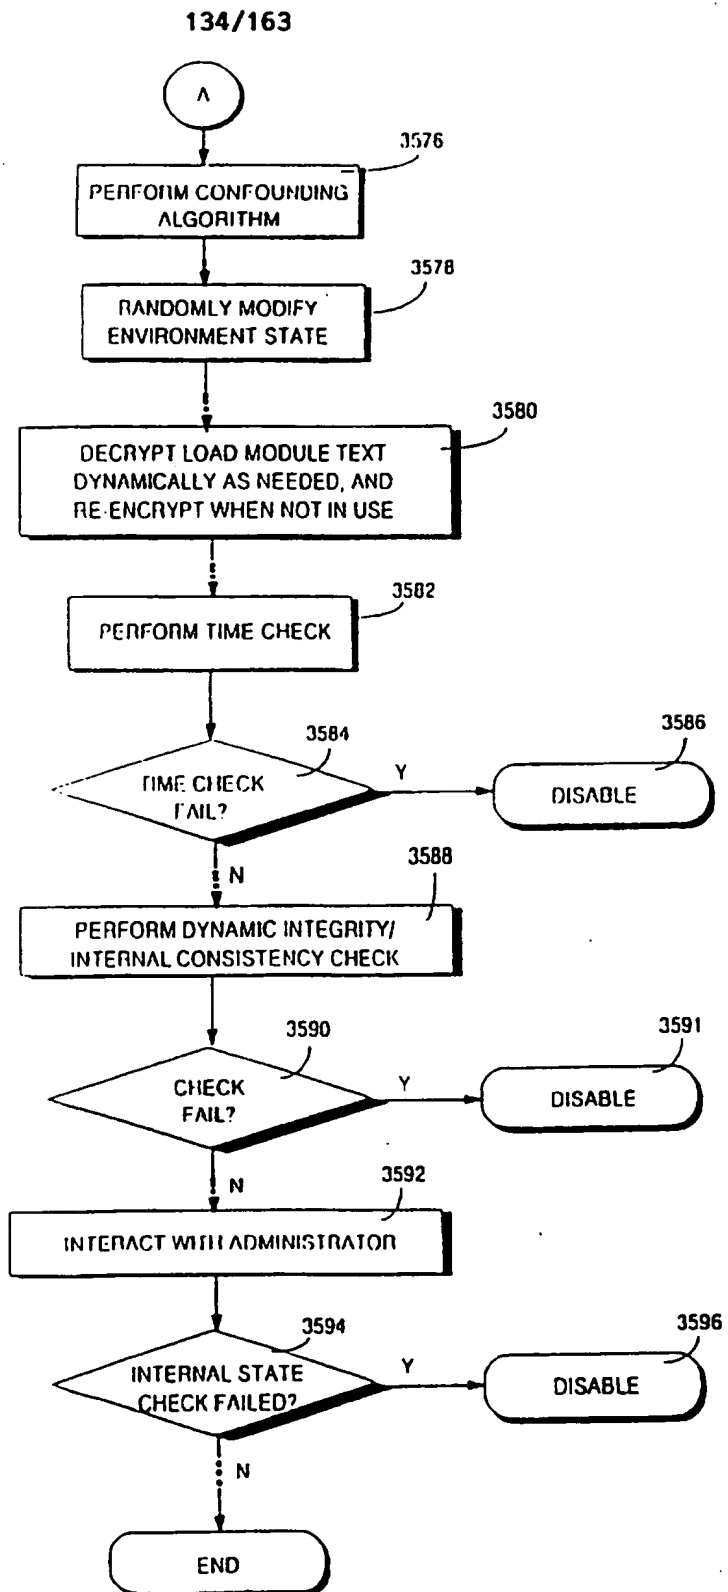 134/163
A
3576
PERFORM CONFOUNDING
ALGORITHM
3578
RANDOMLY MODIFY
ENVIRONMENT STATE
3580
DECRYPT LOAD MODULE TEXT
DYNAMICALLY AS NEEDED, AND
RE-ENCRYPT WHEN NOT IN USE
3582
PERFORM TIME CHECK
3584
TIME CHECK
FAIL?
Y
3586
DISABLE
N
3588
PERFORM DYNAMIC INTEGRITY/
INTERNAL CONSISTENCY CHECK
3590
CHECK
FAIL?
Y
3591
DISABLE
N
3592
INTERACT WITH ADMINISTRATOR
3594
INTERNAL STATE
CHECK FAILED?
Y
3596
DISABLE
N
END